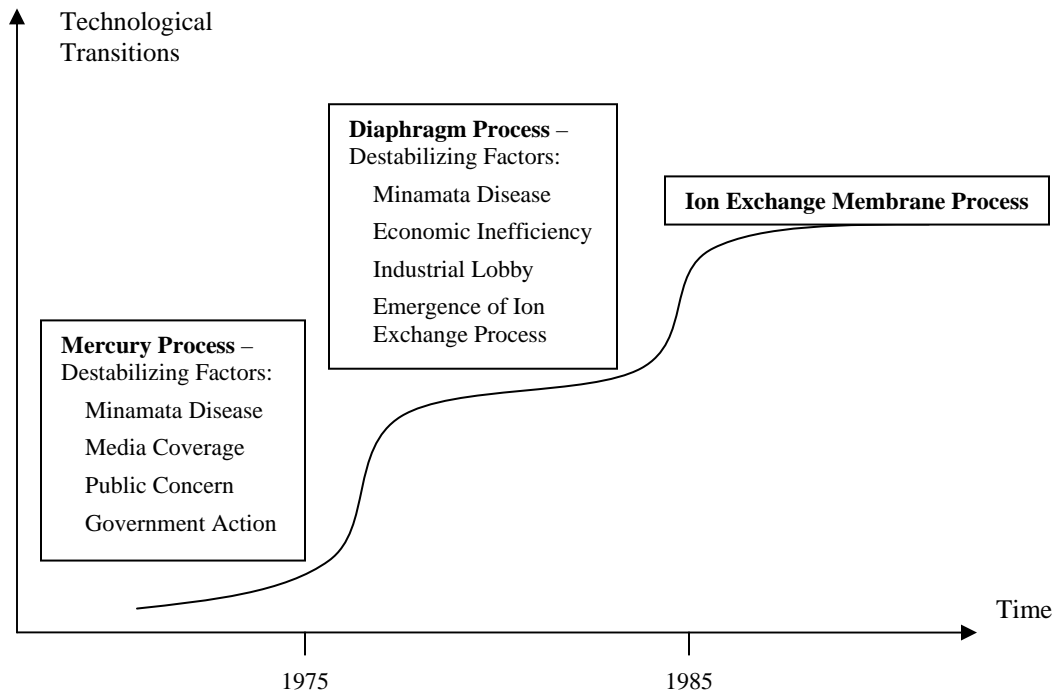 Technological
Transitions
Diaphragm Process –
Destabilizing Factors:
Minamata Disease
Economic Inefficiency
Industrial Lobby
Emergence of Ion
Exchange Process
Ion Exchange Membrane Process
Mercury Process –
Destabilizing Factors:
Minamata Disease
Media Coverage
Public Concern
Government Action
Time
1975
1985